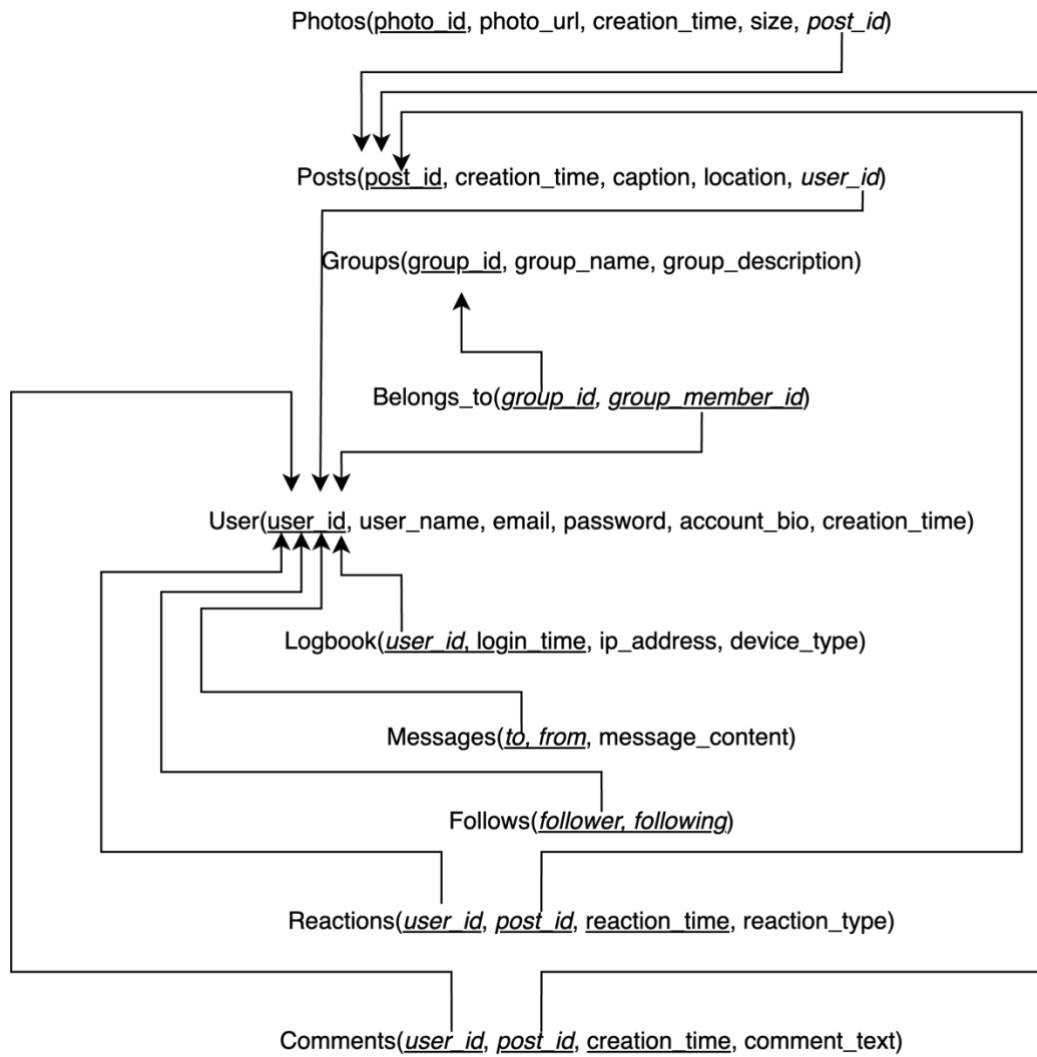 Photos(photo_id, photo_url, creation_time, size, post_id)
Posts(post_id, creation_time, caption, location, user_id)
Groups(group_id, group_name, group_description)
Belongs_to(group_id, group_member_id)
User(user_id, user_name, email, password, account_bio, creation_time)
Logbook(user_id, login_time, ip_address, device_type)
Messages(to, from, message_content)
Follows(follower, following)
Reactions(user_id, post_id, reaction_time, reaction_type)
Comments(user_id, post_id, creation_time, comment_text)